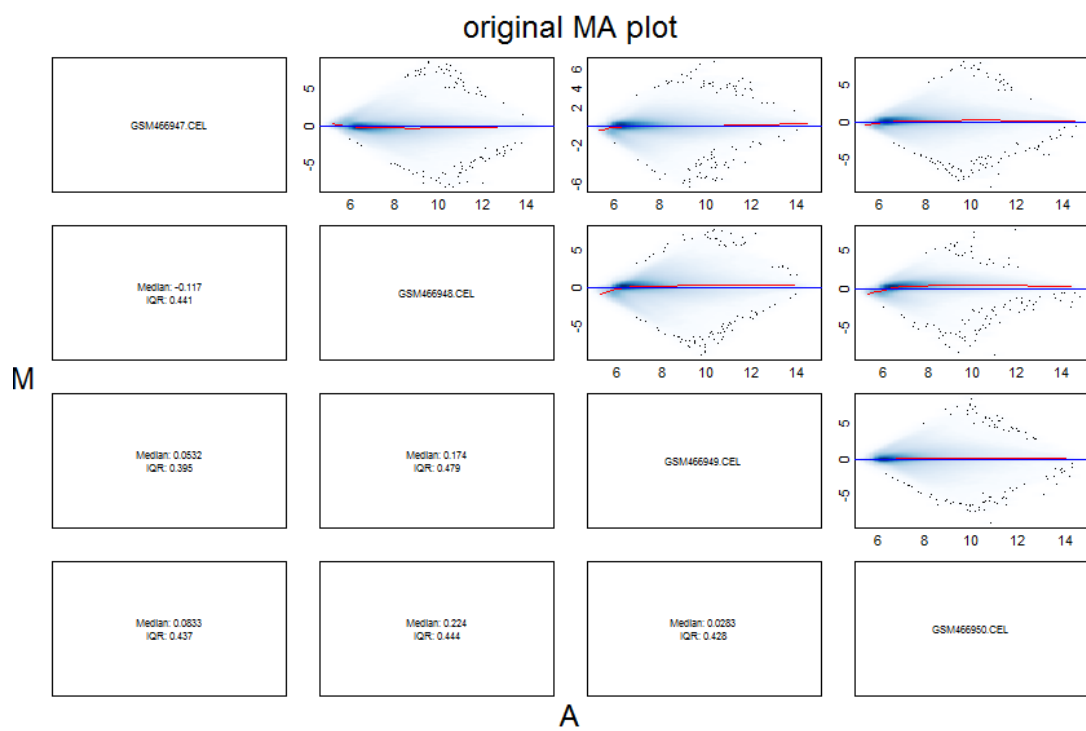 original MA plot
GSM466947.CEL
5
0
-5
6 8 10 12 14
6
4
2
0
-2
-6
6 8 10 12 14
5
0
-5
6 8 10 12 14
Median: -0.117
IQR: 0.441
GSM466948.CEL
5
0
-5
6 8 10 12 14
5
0
-5
6 8 10 12 14
M
Median: 0.0532
IQR: 0.395
Median: 0.174
IQR: 0.479
GSM466949.CEL
5
0
-5
6 8 10 12 14
Median: 0.0833
IQR: 0.437
Median: 0.224
IQR: 0.444
Median: 0.0283
IQR: 0.428
GSM466950.CEL
A